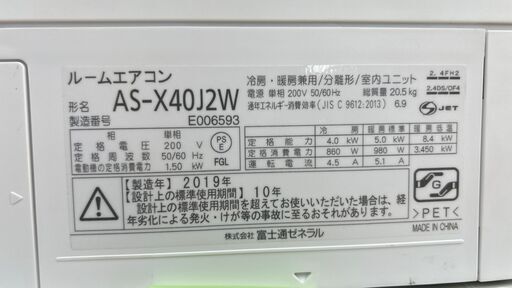 ルームエアコン
形名 AS-X40J2W
製造番号 E006593
冷房・暖房兼用/分離形/室内ユニット
電源 単相 200V 50/60Hz 総質量 20.5kg
通年エネルギー消費効率(JIS C 9612:2013) 6.9
2.4FH2
2.4DS/OF4
JET
定格電圧 単相 200 V
定格周波数 50/60 Hz
電動機の定格消費電力 1.50 kW
PS
E
FGL
冷房 暖房 暖房低温
定格能力 4.0 kW 5.0 kW 8.4 kW
定格消費電力 860 W 980 W 3,450 kW
運転電流 4.5 A 5.1 A
【製造年】2019年
【設計上の標準使用期間】10年
設計上の標準使用期間を超えてお使いいただいた場合は、経
年劣化による発火・けが等の事故に至るおそれがあります。
株式会社 富士通ゼネラル
G
>PET<
MADE IN CHINA